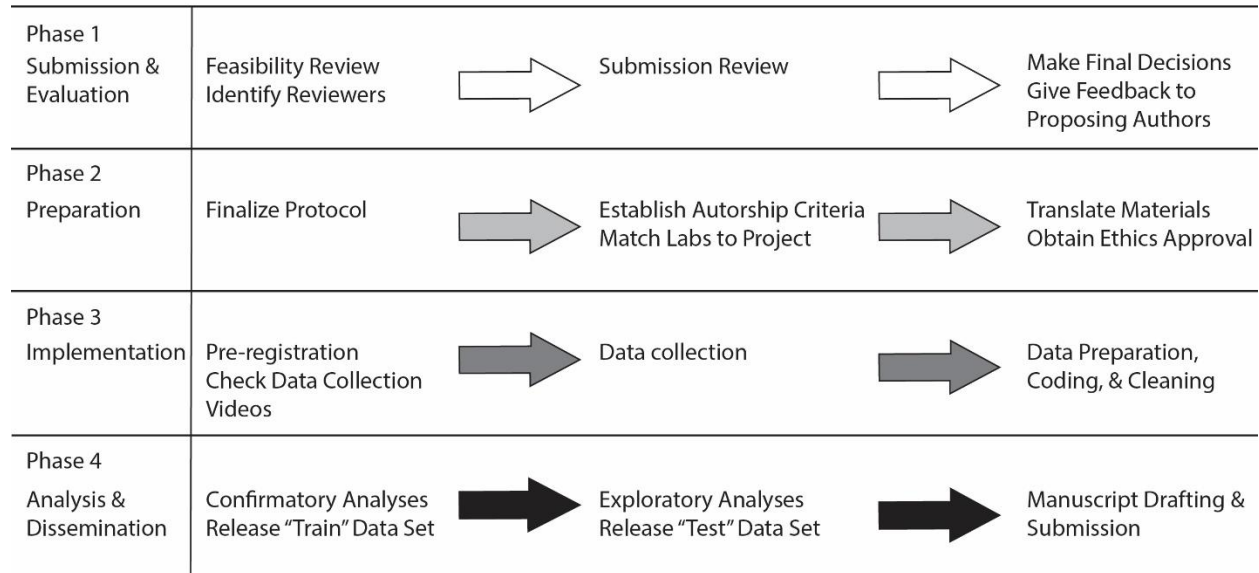 Phase 1
Submission &
Evaluation
Feasibility Review
Identify Reviewers
Submission Review
Make Final Decisions
Give Feedback to
Proposing Authors
Phase 2
Preparation
Finalize Protocol
Establish Autorship Criteria
Match Labs to Project
Translate Materials
Obtain Ethics Approval
Phase 3
Implementation
Pre-registration
Check Data Collection
Videos
Data collection
Data Preparation,
Coding, & Cleaning
Phase 4
Analysis &
Dissemination
Confirmatory Analyses
Release “Train” Data Set
Exploratory Analyses
Release “Test” Data Set
Manuscript Drafting &
Submission